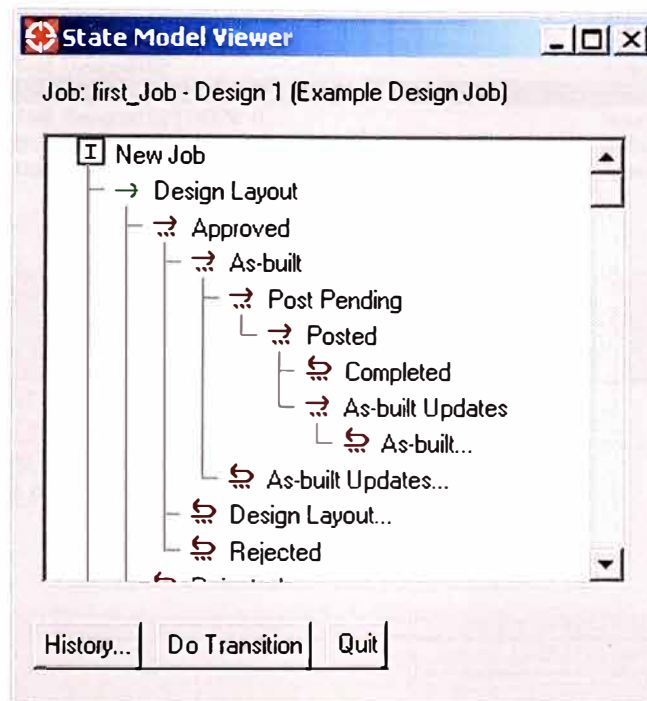 State Model Viewer
Job: first_Job - Design 1 (Example Design Job)
I New Job
Design Layout
Approved
As-built
Post Pending
Posted
Completed
As-built Updates
As-built...
As-built Updates...
Design Layout...
Rejected
History... Do Transition Quit